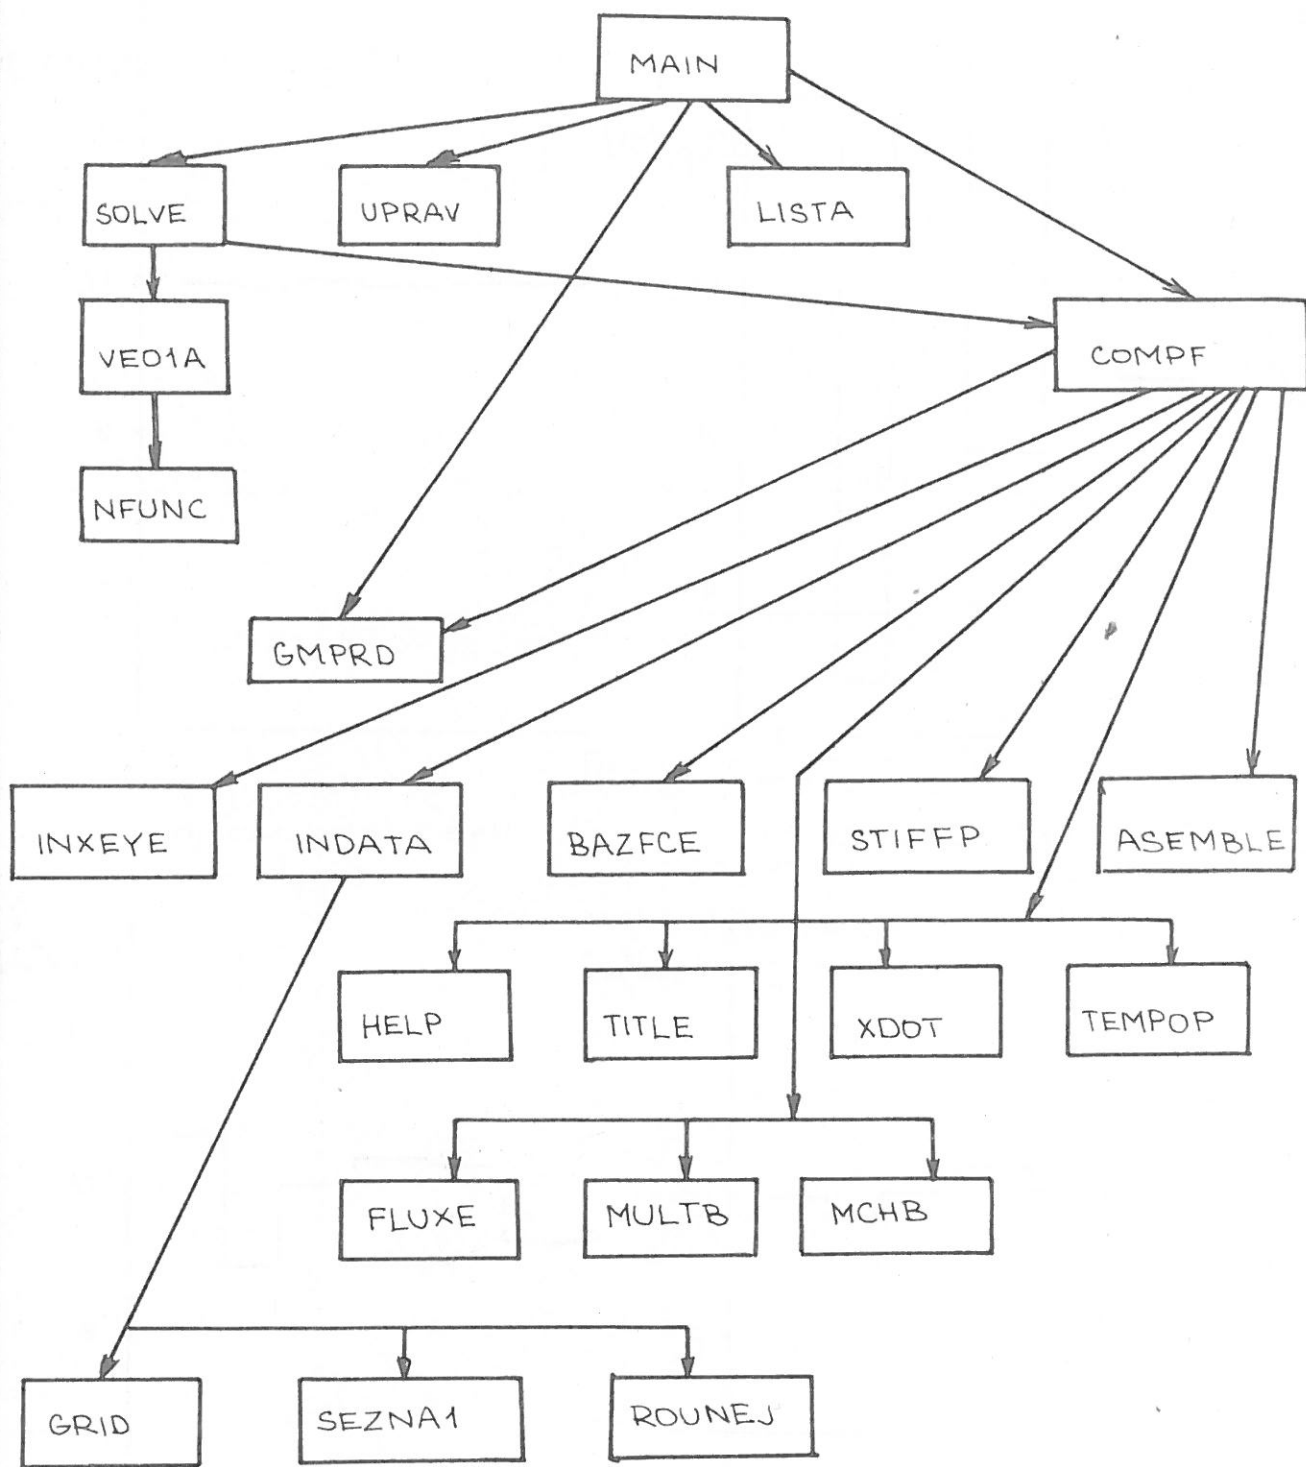 MAIN
SOLVE
UPRAV
LISTA
VE01A
COMPF
NFUNC
GMPRD
INXEYE
INDATA
BAZFCE
STIFFP
ASEMBLE
HELP
TITLE
XDOT
TEMPOP
FLUXE
MULTB
MCHB
GRID
SEZNA1
ROUNEJ